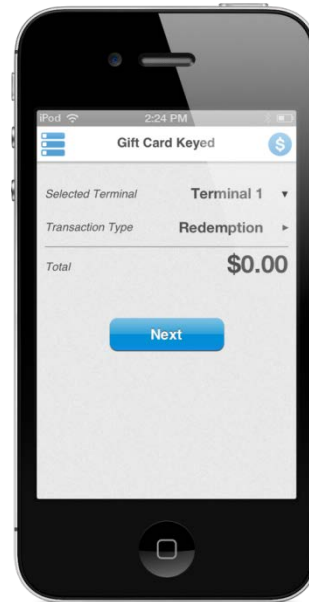 iPod 2:24 PM
Gift Card Keyed $
Selected Terminal Terminal 1
Transaction Type Redemption
Total $0.00
Next